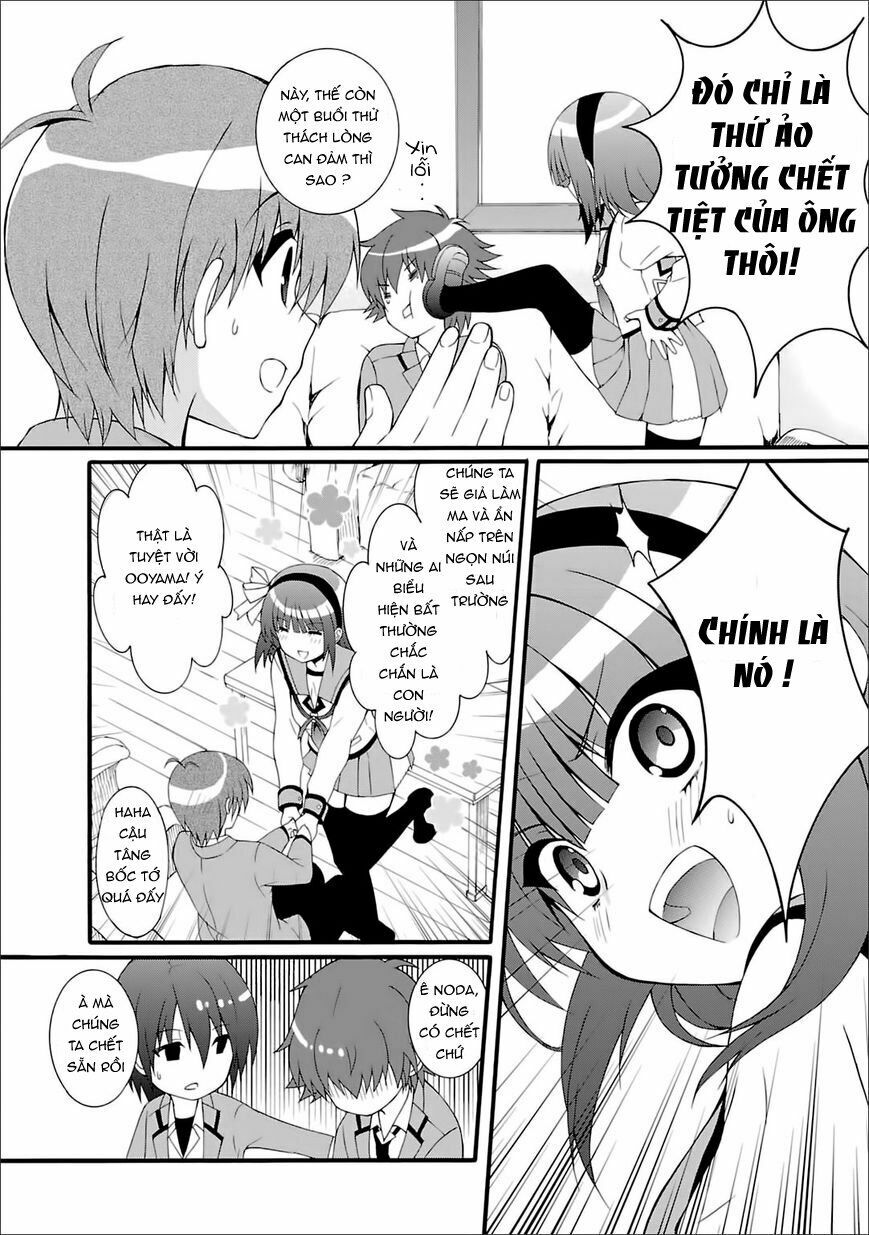 ĐÓ CHỈ LÀ
THỨ ẢO
TƯỞNG CHẾT
TIỆT CỦA ÔNG
THÔI!
XIN
LỖI
NÀY, THẾ CÒN
MỘT BUỔI THỬ
THÁCH LÒNG
CAN ĐẢM THÌ
SAO ?
CHÍNH LÀ
NÓ !
CHÚNG TA
SẼ GIẢ LÀM
MA VÀ ẨN
NẤP TRÊN
NGỌN NÚI
SAU
TRƯỜNG
VÀ
NHỮNG AI
BIỂU
HIỆN BẤT
THƯỜNG
CHẮC
CHẮN LÀ
CON
NGƯỜI!
THẬT LÀ
TUYỆT VỜI
OOYAMA! Ý
HAY ĐẤY!
HAHA
CẬU
TÂNG
BỐC TỚ
QUÁ ĐẤY
Ê NODA,
ĐỪNG
CÓ CHẾT
CHỨ
À MÀ
CHÚNG
TA CHẾT
SẴN RỒI